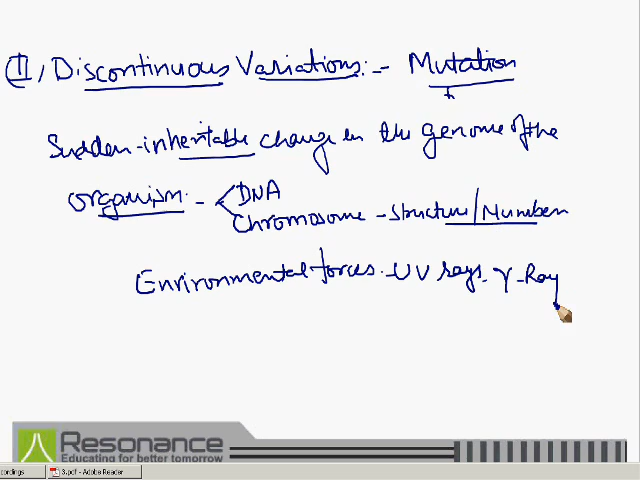 (II), Discontinuous Variations:- Mutation
Sudden-inheritable change in the genome of the
organism. - DNA
Chromosome - Structure/Number
Environmental forces - UV rays. γ-Ray
Resonance
Educating for better tomorrow
cordings 3.pdf - Adobe Reader